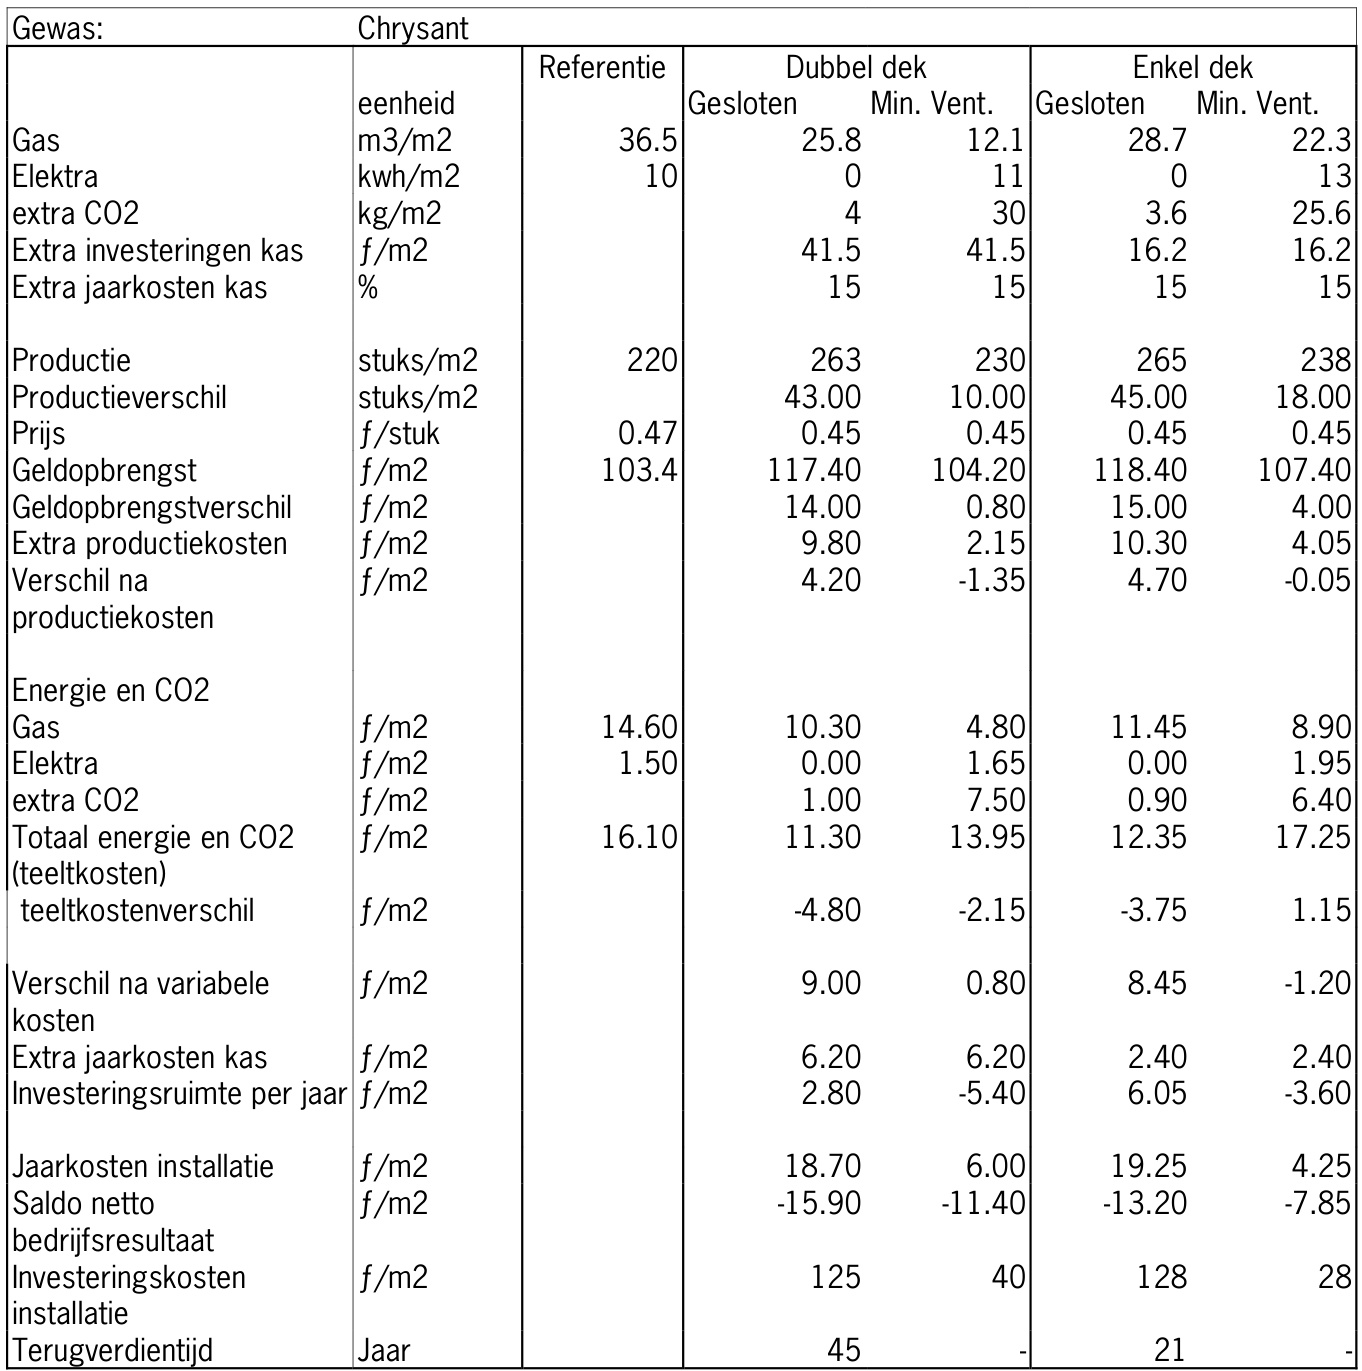 Gewas: Chrysant
Referentie Dubbel dek Enkel dek
eenheid Gesloten Min. Vent. Gesloten Min. Vent.
Gas m3/m2 36.5 25.8 12.1 28.7 22.3
Elektra kwh/m2 10 0 11 0 13
extra CO2 kg/m2 4 30 3.6 25.6
Extra investeringen kas ƒ/m2 41.5 41.5 16.2 16.2
Extra jaarkosten kas % 15 15 15 15
Productie stuks/m2 220 263 230 265 238
Productieverschil stuks/m2 43.00 10.00 45.00 18.00
Prijs ƒ/stuk 0.47 0.45 0.45 0.45 0.45
Geldopbrengst ƒ/m2 103.4 117.40 104.20 118.40 107.40
Geldopbrengstverschil ƒ/m2 14.00 0.80 15.00 4.00
Extra productiekosten ƒ/m2 9.80 2.15 10.30 4.05
Verschil na ƒ/m2 4.20 -1.35 4.70 -0.05
productiekosten
Energie en CO2
Gas ƒ/m2 14.60 10.30 4.80 11.45 8.90
Elektra ƒ/m2 1.50 0.00 1.65 0.00 1.95
extra CO2 ƒ/m2 1.00 7.50 0.90 6.40
Totaal energie en CO2 ƒ/m2 16.10 11.30 13.95 12.35 17.25
(teeltkosten)
teeltkostenverschil ƒ/m2 -4.80 -2.15 -3.75 1.15
Verschil na variabele ƒ/m2 9.00 0.80 8.45 -1.20
kosten
Extra jaarkosten kas ƒ/m2 6.20 6.20 2.40 2.40
Investeringsruimte per jaar ƒ/m2 2.80 -5.40 6.05 -3.60
Jaarkosten installatie ƒ/m2 18.70 6.00 19.25 4.25
Saldo netto ƒ/m2 -15.90 -11.40 -13.20 -7.85
bedrijfsresultaat
Investeringskosten ƒ/m2 125 40 128 28
installatie
Terugverdientijd Jaar 45 - 21 -